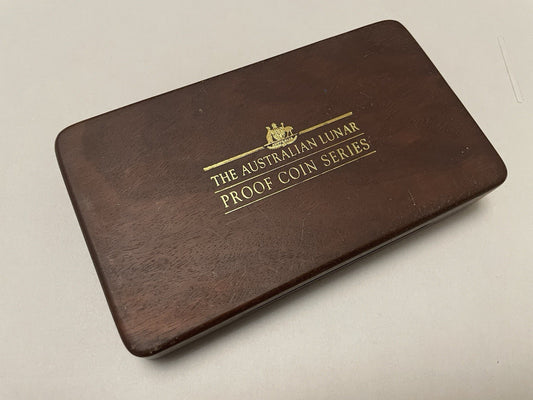 THE AUSTRALIAN LUNAR
PROOF COIN SERIES